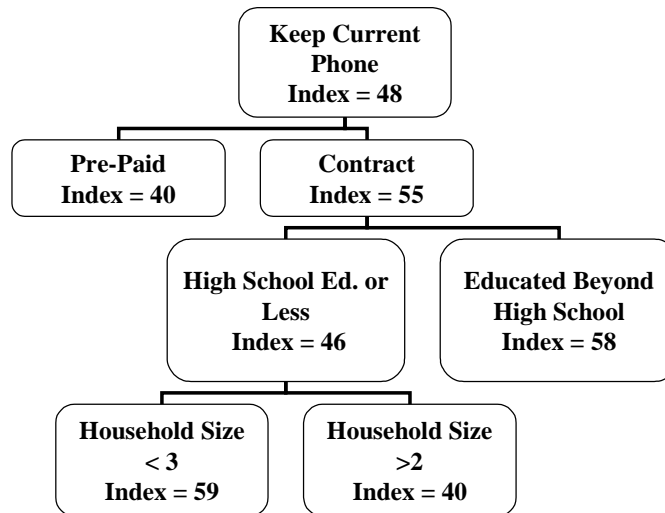 Keep Current
Phone
Index = 48
Pre-Paid
Index = 40
Contract
Index = 55
High School Ed. or
Less
Index = 46
Educated Beyond
High School
Index = 58
Household Size
< 3
Index = 59
Household Size
>2
Index = 40